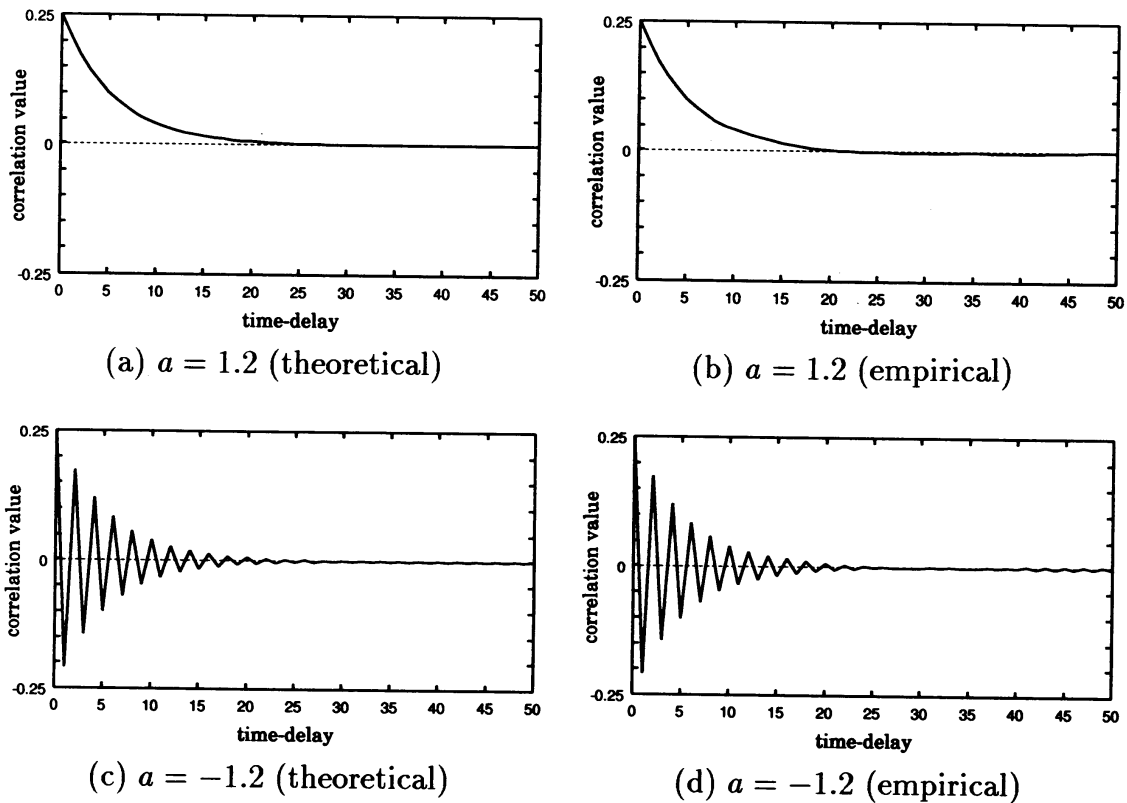 0.25
correlation value
0
-0.25
0 5 10 15 20 25 30 35 40 45 50
time-delay
(a) a = 1.2 (theoretical)
0.25
correlation value
0
-0.25
0 5 10 15 20 25 30 35 40 45 50
time-delay
(b) a = 1.2 (empirical)
0.25
correlation value
0
-0.25
0 5 10 15 20 25 30 35 40 45 50
time-delay
(c) a = −1.2 (theoretical)
0.25
correlation value
0
-0.25
0 5 10 15 20 25 30 35 40 45 50
time-delay
(d) a = −1.2 (empirical)